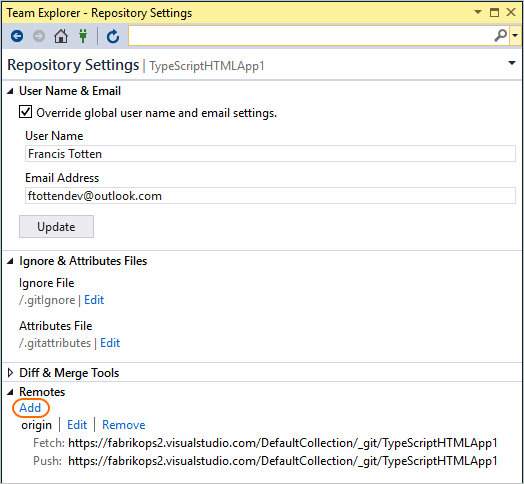 Team Explorer - Repository Settings
Repository Settings | TypeScriptHTMLApp1
User Name & Email
Override global user name and email settings.
User Name
Francis Totten
Email Address
ftottendev@outlook.com
Update
Ignore & Attributes Files
Ignore File
/.gitIgnore | Edit
Attributes File
/.gitattributes | Edit
Diff & Merge Tools
Remotes
Add
origin | Edit | Remove
Fetch: https://fabrikops2.visualstudio.com/DefaultCollection/_git/TypeScriptHTMLApp1
Push: https://fabrikops2.visualstudio.com/DefaultCollection/_git/TypeScriptHTMLApp1